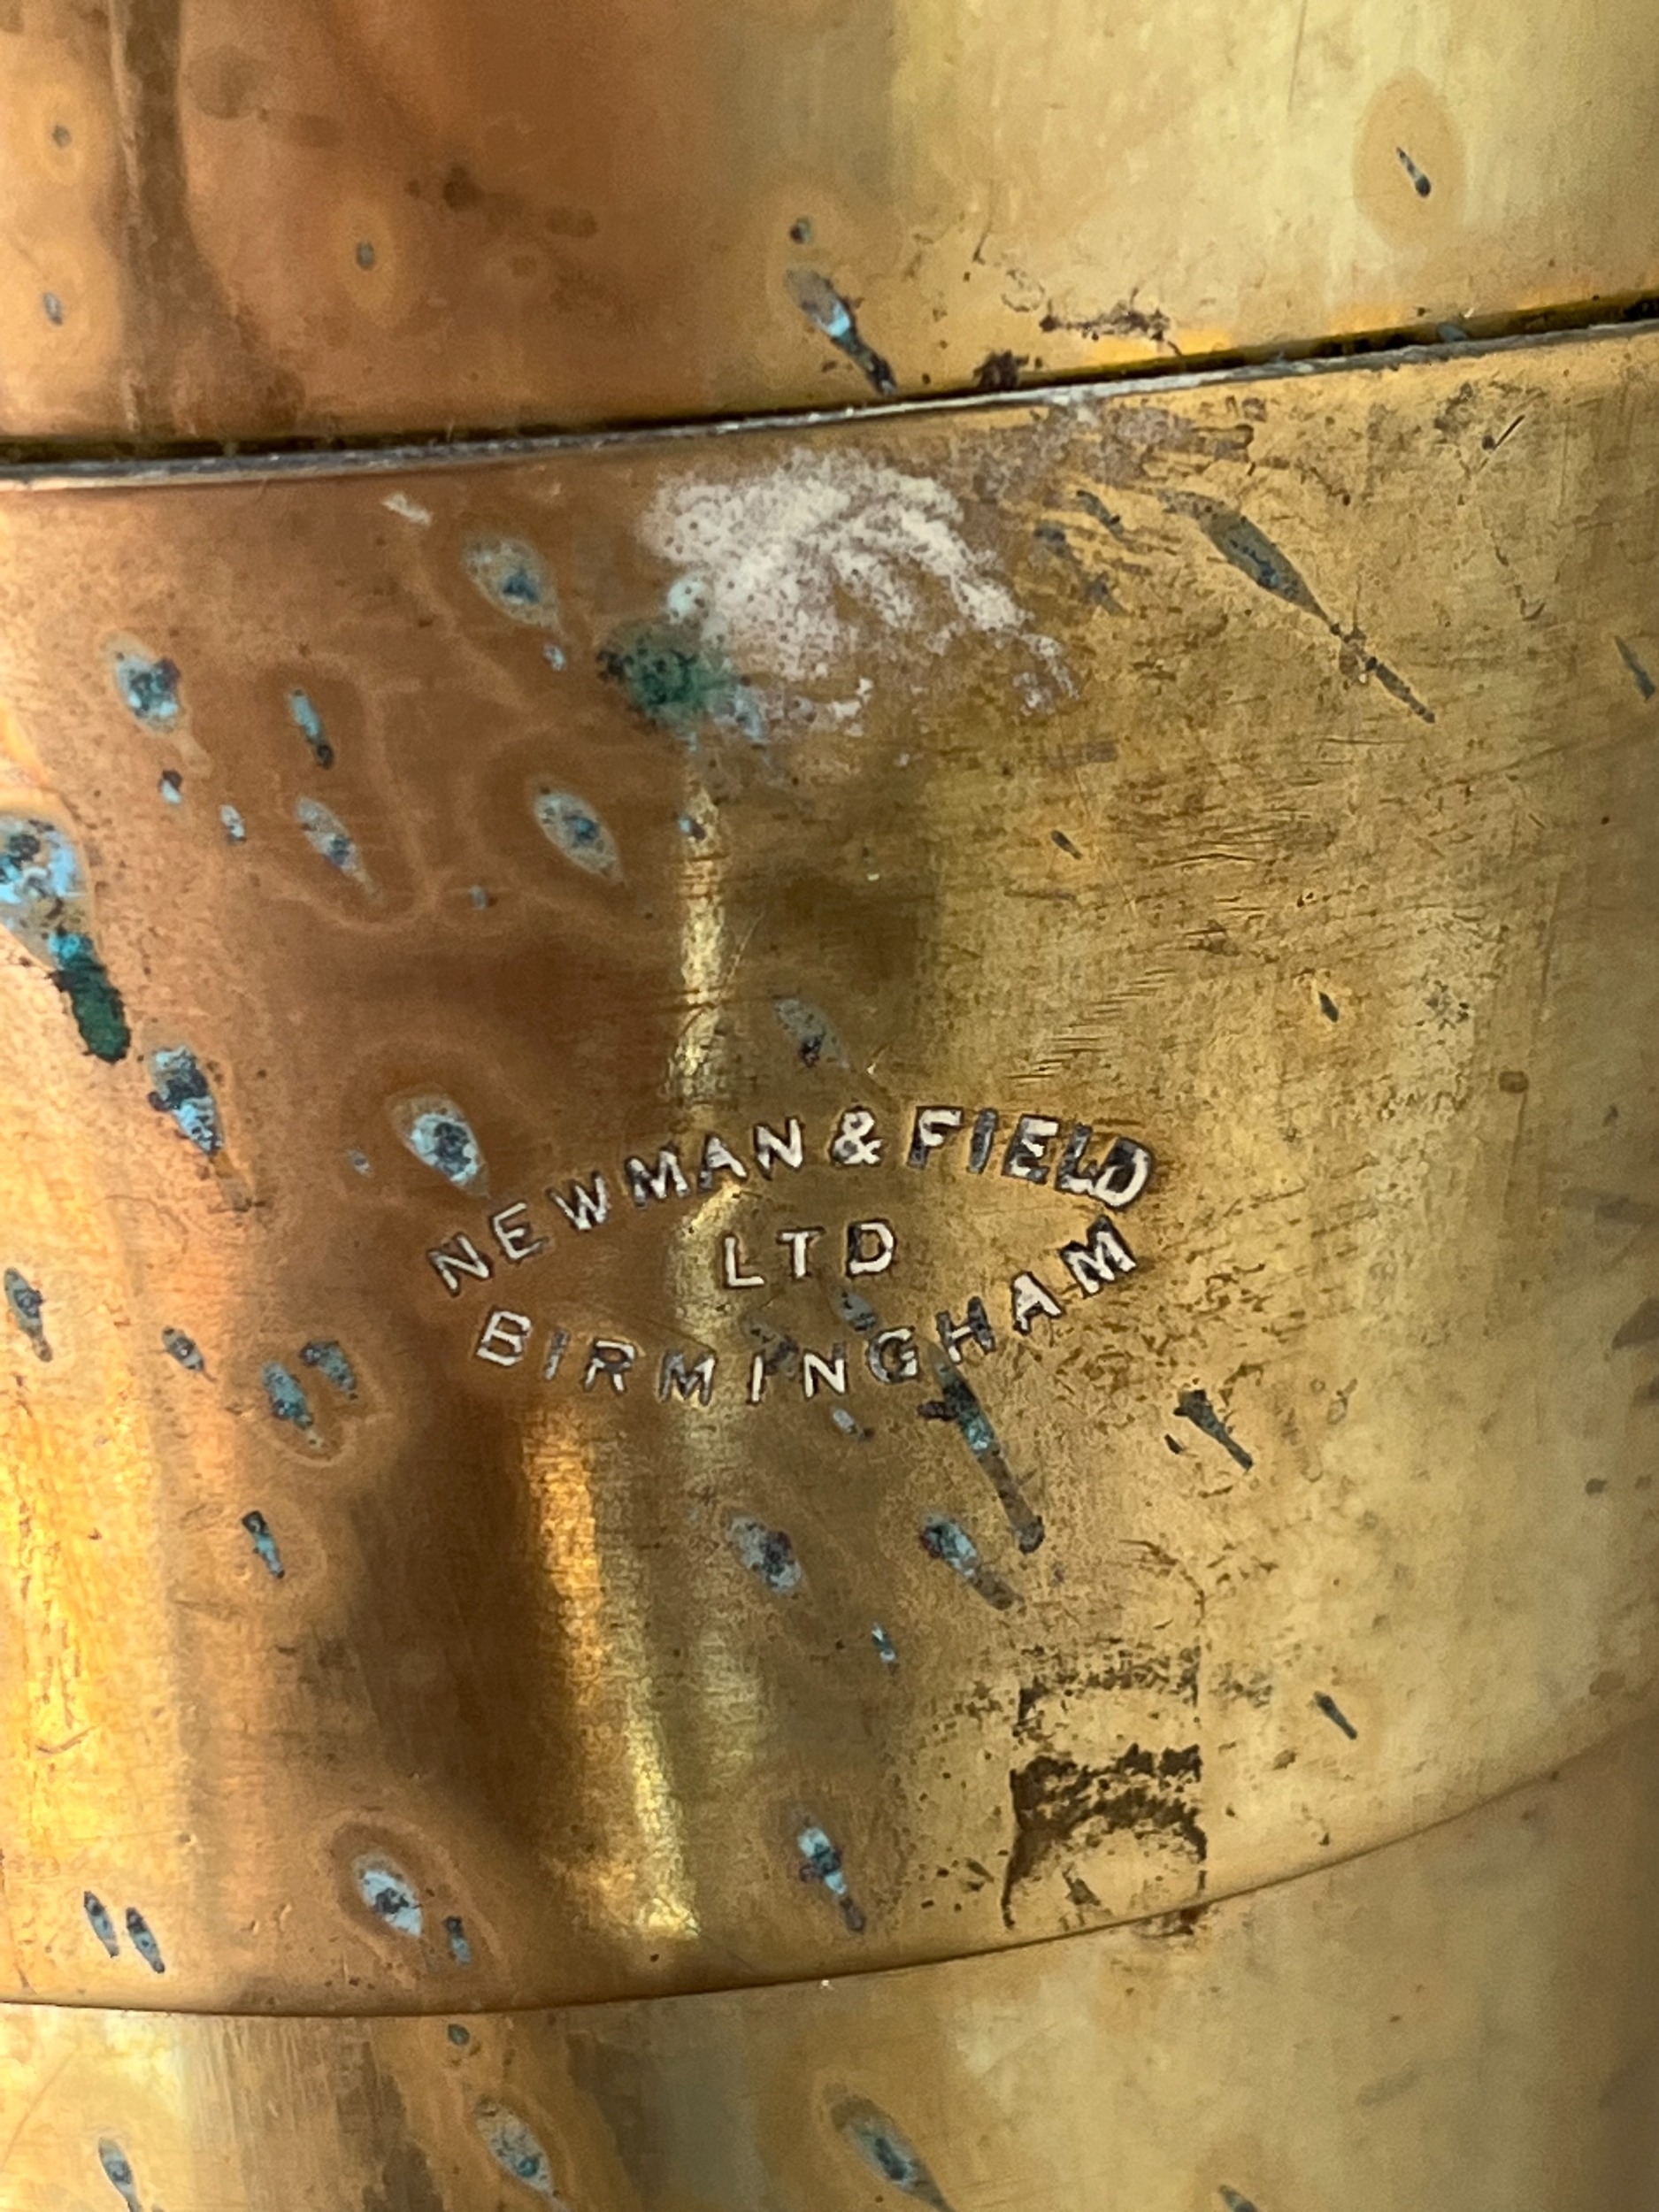 NEWMAN & FIELD
LTD
BIRMINGHAM